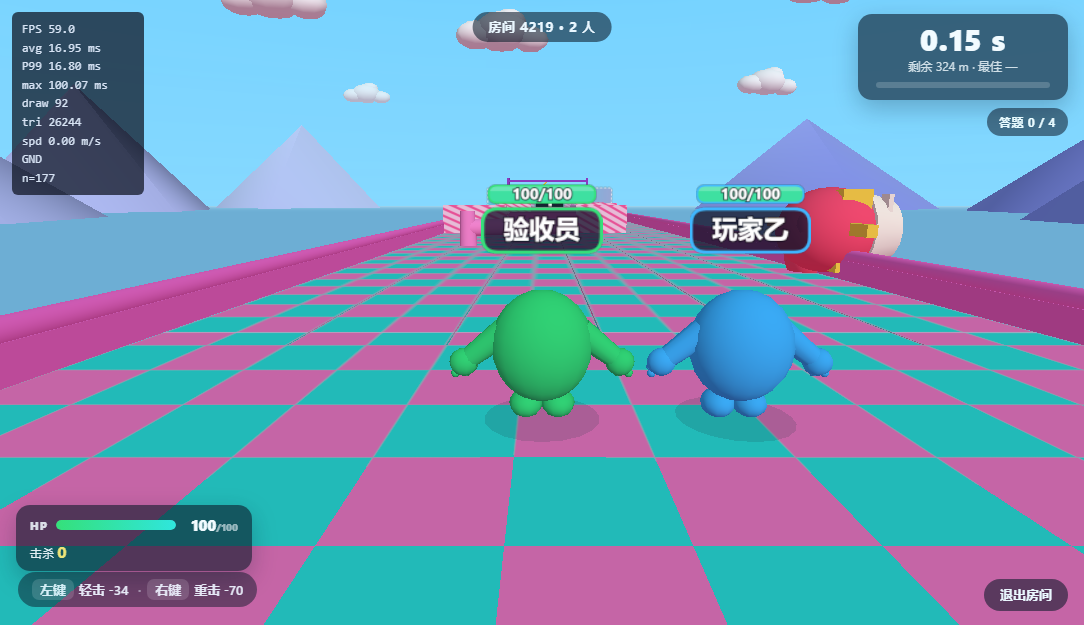 FPS 59.0
avg 16.95 ms
P99 16.80 ms
max 100.07 ms
draw 92
tri 26244
spd 0.00 m/s
GND
n=177
房间 4219 • 2 人
0.15 s
剩余 324 m · 最佳 —
答题 0 / 4
100/100
验收员
100/100
玩家乙
HP 100/100
击杀 0
左键 轻击 -34 · 右键 重击 -70
退出房间